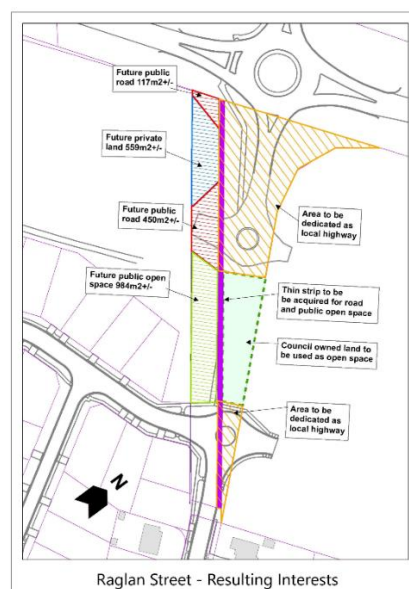 Future public
road 117m2+/-
Future private
land 559m2+/-
Future public
road 450m2+/-
Future public open
space 984m2+/-
Area to be
dedicated as
local highway
Thin strip to be
be acquired for road
and public open space
Council owned land to
be used as open space
Area to be
dedicated as
local highway
N
Raglan Street - Resulting Interests